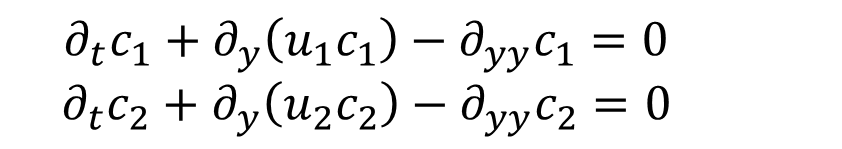 ∂ₜc₁ + ∂ᵧ(u₁c₁) − ∂ᵧᵧc₁ = 0
∂ₜc₂ + ∂ᵧ(u₂c₂) − ∂ᵧᵧc₂ = 0